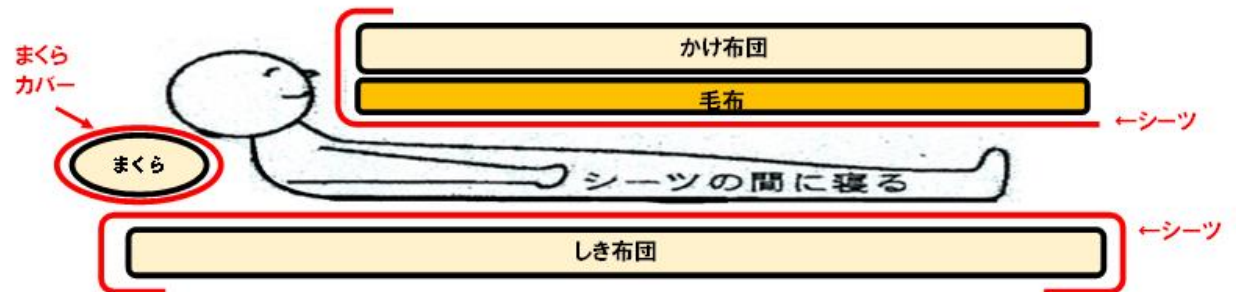 かけ布団
まくら
カバー
毛布
←シーツ
まくら
シーツの間に寝る
←シーツ
しき布団